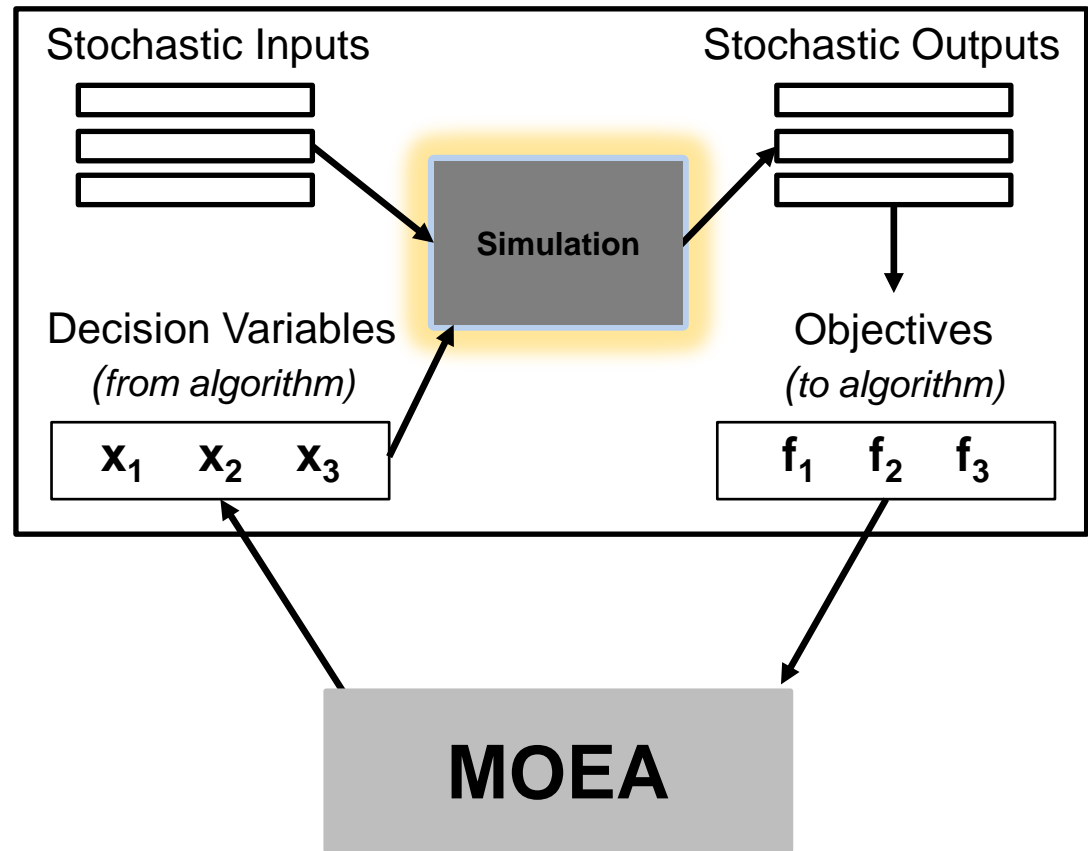 Stochastic Inputs
Stochastic Outputs
Simulation
Decision Variables
(from algorithm)
Objectives
(to algorithm)
x₁ x₂ x₃
f₁ f₂ f₃
MOEA